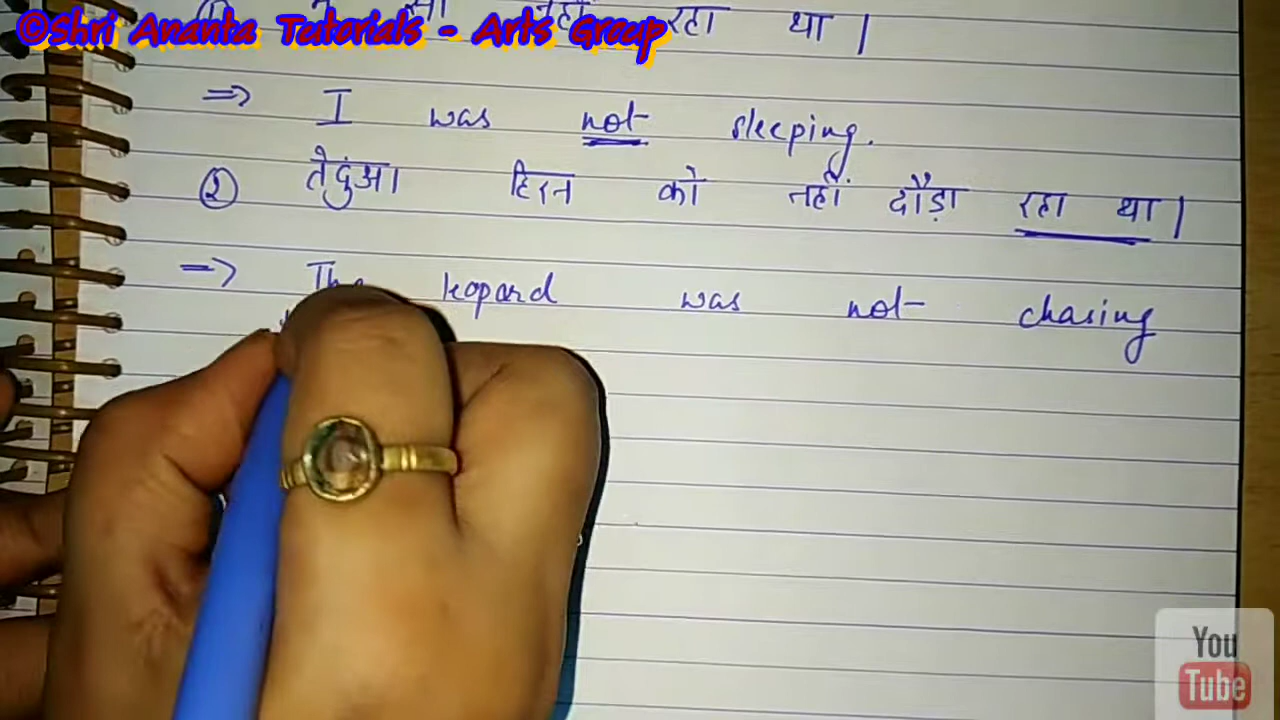 ©Shri Ananta Tutorials - Arts Group
रहा था |
=> I was not sleeping.
२ तेदुंआ हिरन को नहीं दौड़ा रहा था |
=> The leopard was not chasing
You
Tube